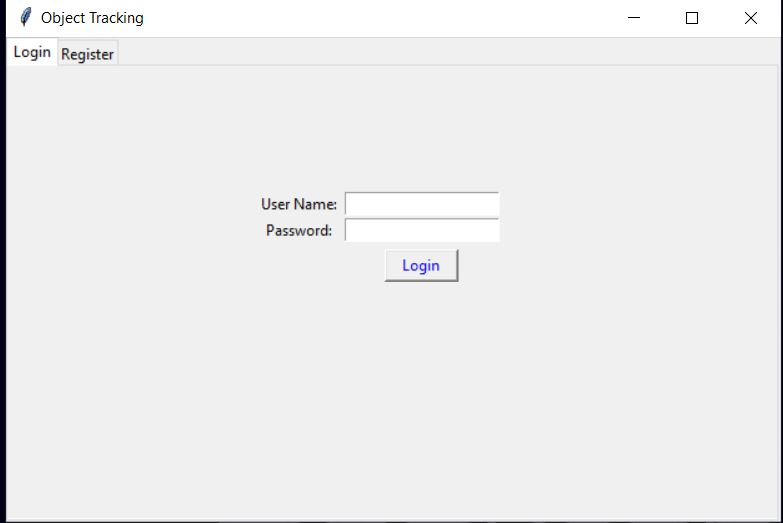 Object Tracking
Login Register
User Name:
Password:
Login